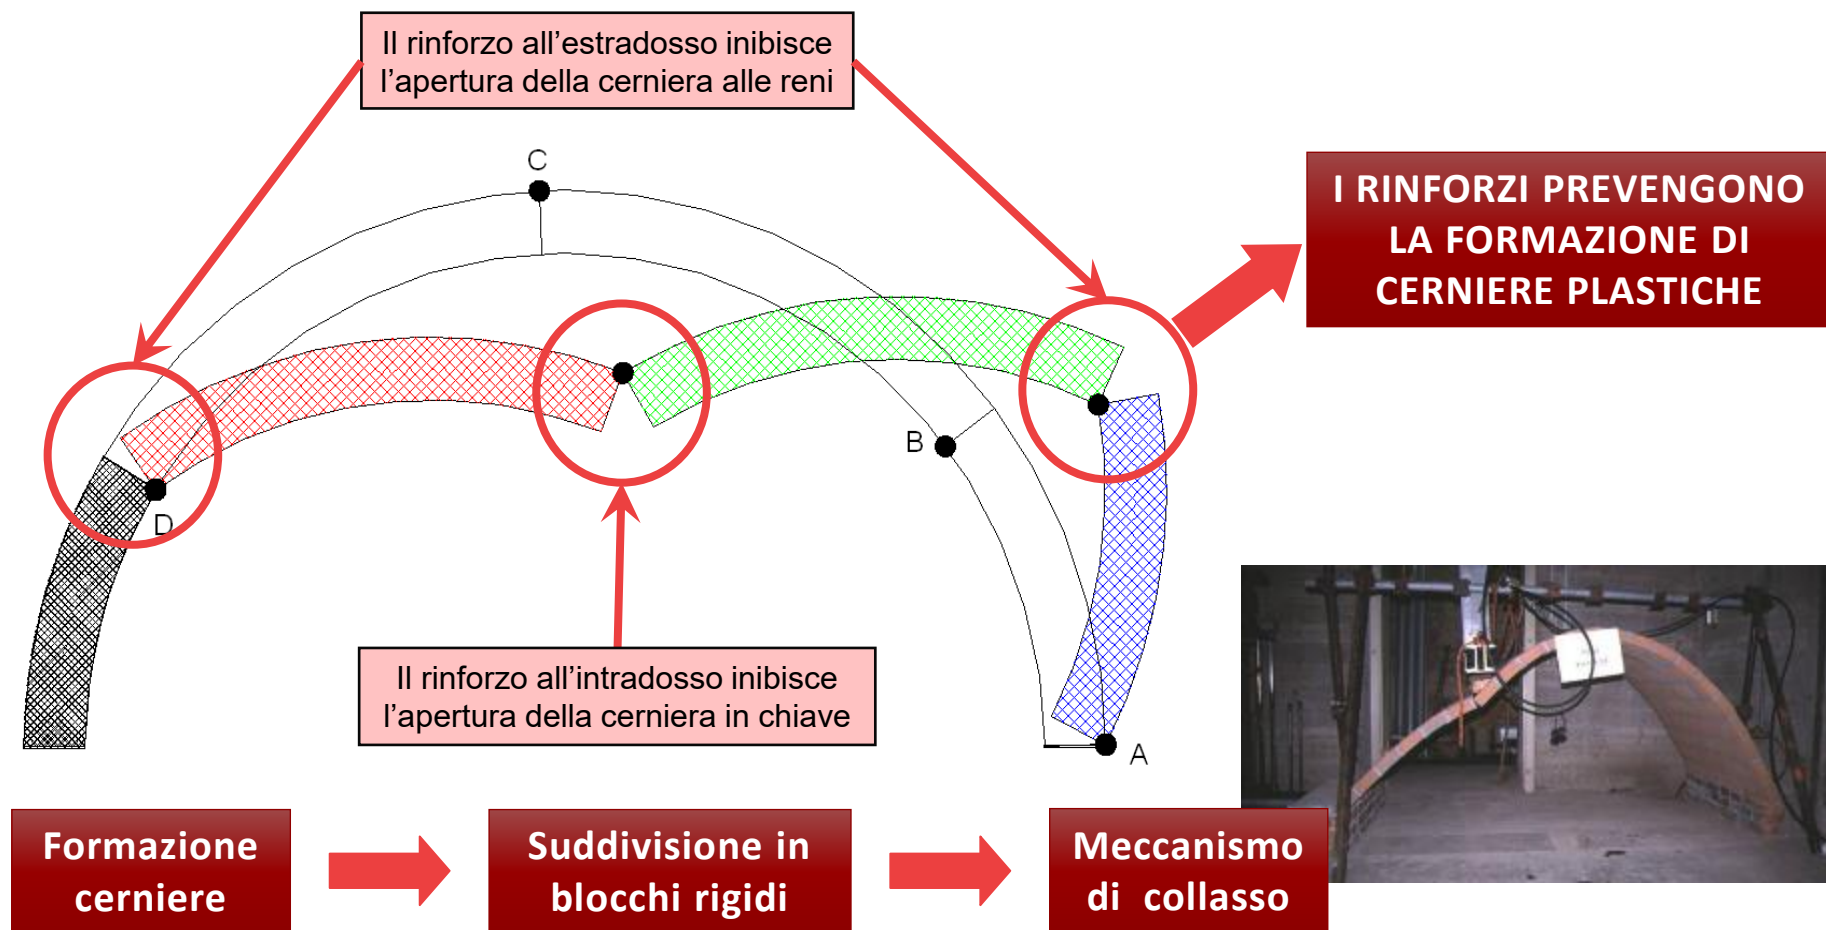 Il rinforzo all’estradosso inibisce
l’apertura della cerniera alle reni
C
I RINFORZI PREVENGONO
LA FORMAZIONE DI
CERNIERE PLASTICHE
B
D
Il rinforzo all’intradosso inibisce
l’apertura della cerniera in chiave
A
Formazione
cerniere
Suddivisione in
blocchi rigidi
Meccanismo
di collasso